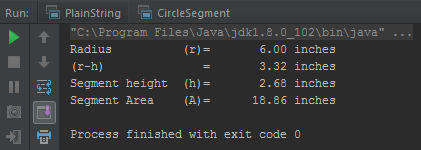 Run: PlainString CircleSegment
"C:\Program Files\Java\jdk1.8.0_102\bin\java" ...
Radius (r)= 6.00 inches
(r-h) = 3.32 inches
Segment height (h)= 2.68 inches
Segment Area (A)= 18.86 inches
Process finished with exit code 0